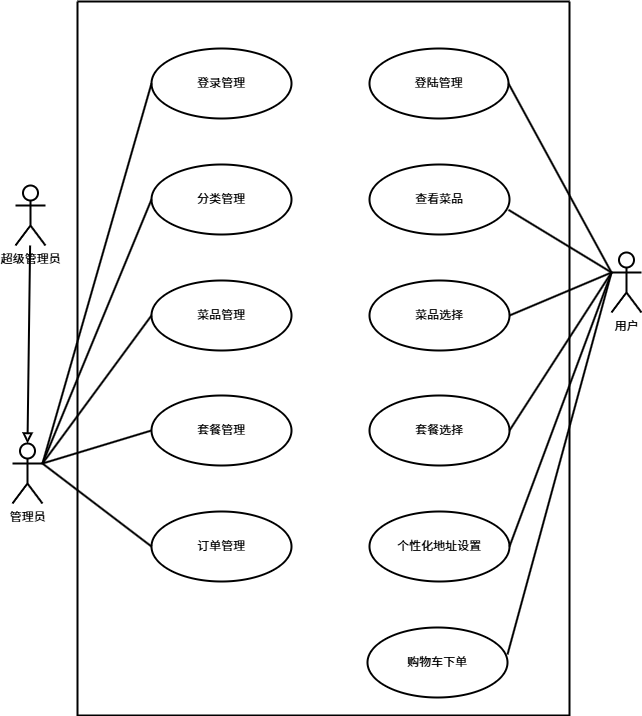 登录管理
登陆管理
分类管理
查看菜品
超级管理员
菜品管理
菜品选择
用户
套餐管理
套餐选择
管理员
订单管理
个性化地址设置
购物车下单